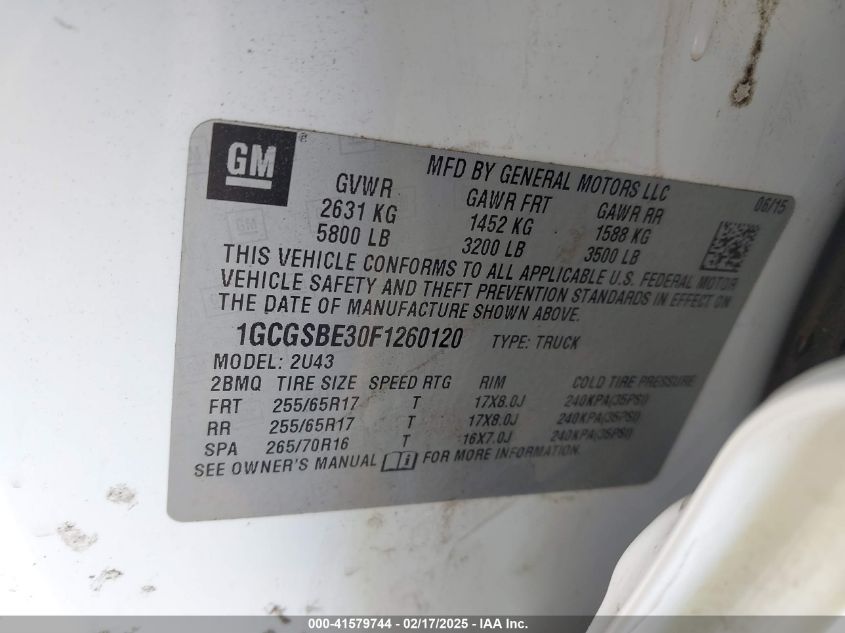 GM
MFD BY GENERAL MOTORS LLC
06/15
GVWR GAWR FRT GAWR RR
2631 KG 1452 KG 1588 KG
5800 LB 3200 LB 3500 LB
THIS VEHICLE CONFORMS TO ALL APPLICABLE U.S. FEDERAL MOTOR
VEHICLE SAFETY AND THEFT PREVENTION STANDARDS IN EFFECT ON
THE DATE OF MANUFACTURE SHOWN ABOVE.
1GCGSBE30F1260120 TYPE: TRUCK
MODEL: 2U43
2BMQ TIRE SIZE SPEED RTG RIM COLD TIRE PRESSURE
FRT 255/65R17 T 17X8.0J 240KPA(35PSI)
RR 255/65R17 T 17X8.0J 240KPA(35PSI)
SPA 265/70R16 T 16X7.0J 240KPA(35PSI)
SEE OWNER'S MANUAL FOR MORE INFORMATION.
000-41579744 - 02/17/2025 - IAA Inc.